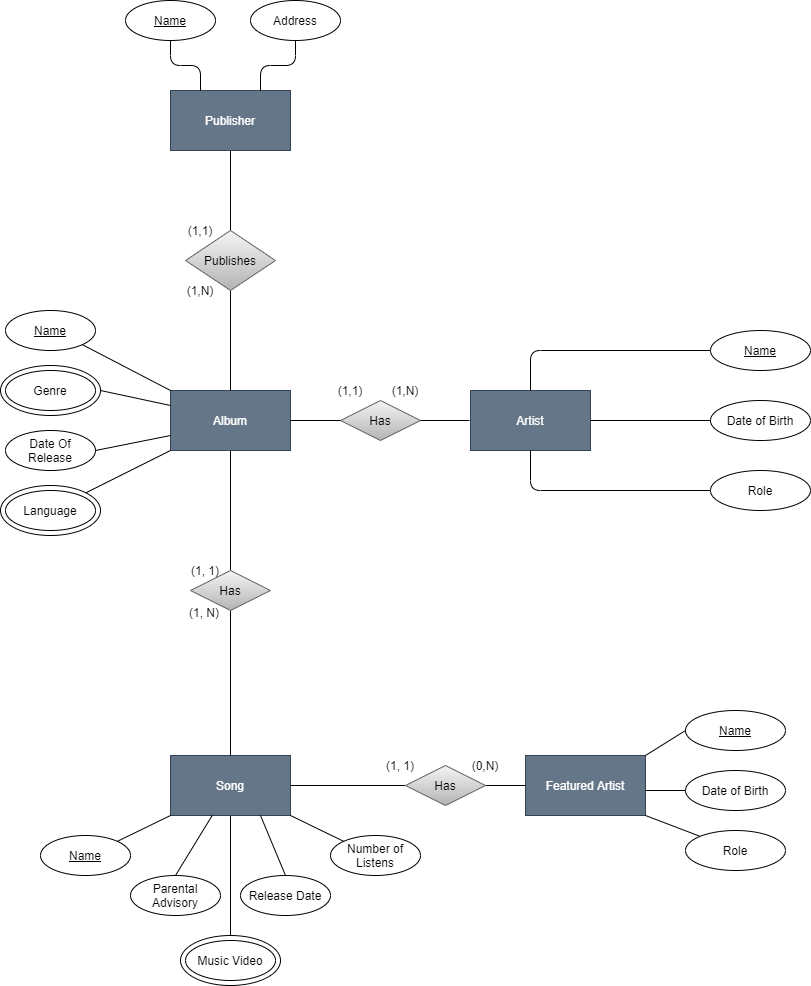 Name
Address
Publisher
(1,1)
Publishes
(1,N)
Name
Genre
Date Of
Release
Language
Album
(1,1)
Has
(1,N)
Artist
Name
Date of Birth
Role
(1, 1)
Has
(1, N)
Song
(1, 1)
Has
(0,N)
Featured Artist
Name
Date of Birth
Role
Name
Parental
Advisory
Music Video
Release Date
Number of
Listens